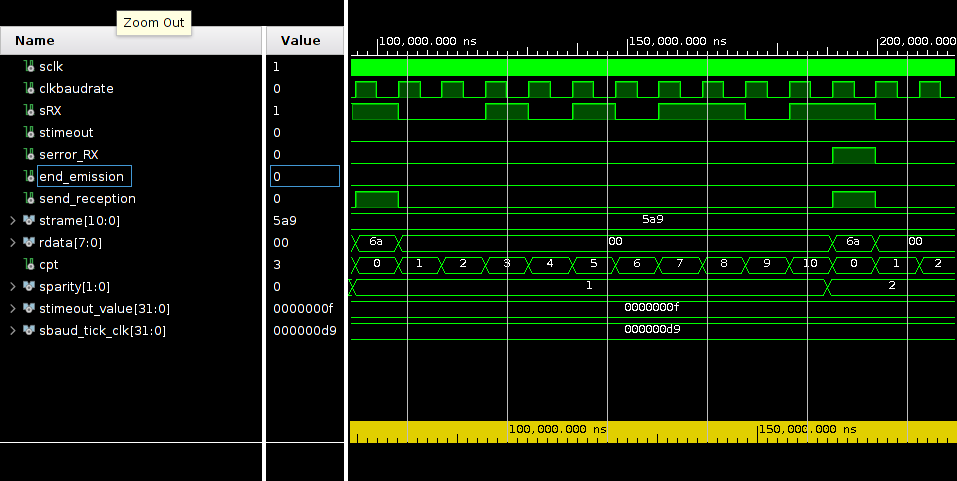 Zoom Out
Name Value
100,000.000 ns 150,000.000 ns 200,000.000
sclk 1
clkbaudrate 0
sRX 1
stimeout 0
serror_RX 0
end_emission 0
send_reception 0
strame[10:0] 5a9 5a9
rdata[7:0] 00 6a 00 6a 00
cpt 3 0 1 2 3 4 5 6 7 8 9 10 0 1 2
sparity[1:0] 0 1 2
stimeout_value[31:0] 0000000f 0000000f
sbaud_tick_clk[31:0] 000000d9 000000d9
100,000.000 ns 150,000.000 ns